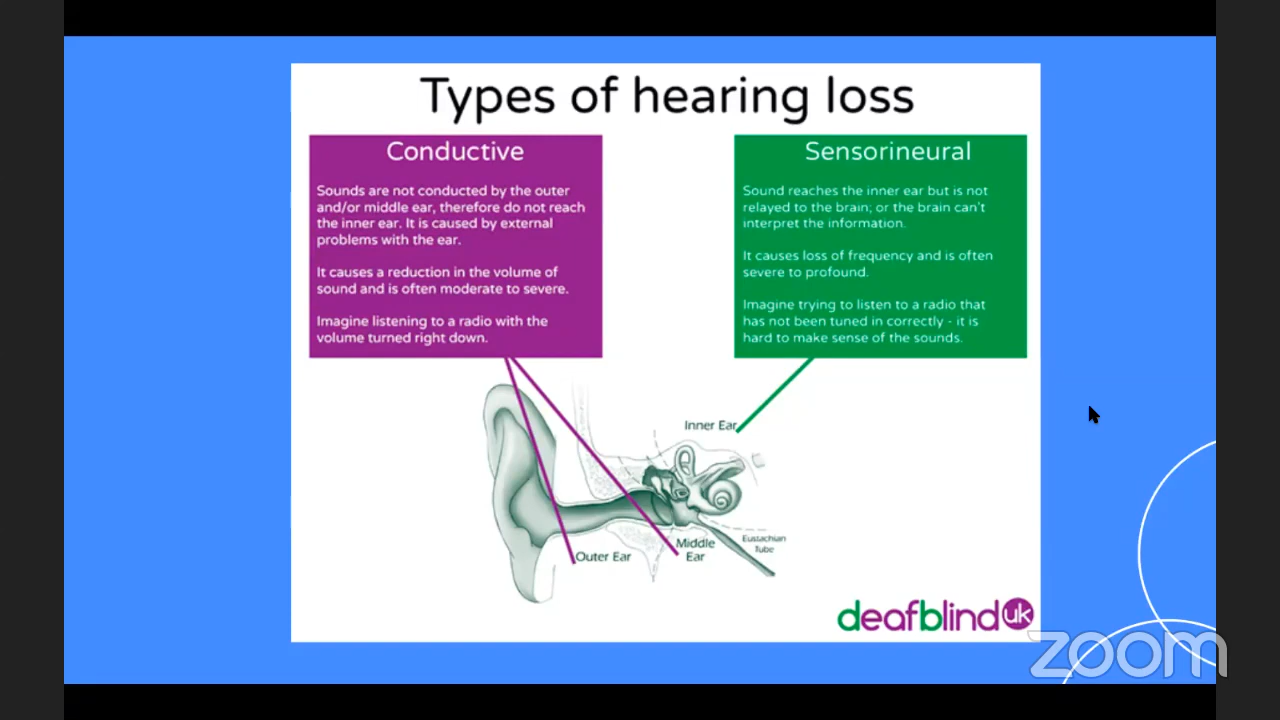 Types of hearing loss
Conductive
Sounds are not conducted by the outer
and/or middle ear, therefore do not reach
the inner ear. It is caused by external
problems with the ear.
It causes a reduction in the volume of
sound and is often moderate to severe.
Imagine listening to a radio with the
volume turned right down.
Sensorineural
Sound reaches the inner ear but is not
relayed to the brain; or the brain can't
interpret the information.
It causes loss of frequency and is often
severe to profound.
Imagine trying to listen to a radio that
has not been tuned in correctly - it is
hard to make sense of the sounds.
Inner Ear
Outer Ear
Middle
Ear
Eustachian
Tube
deafblind uk
zoom